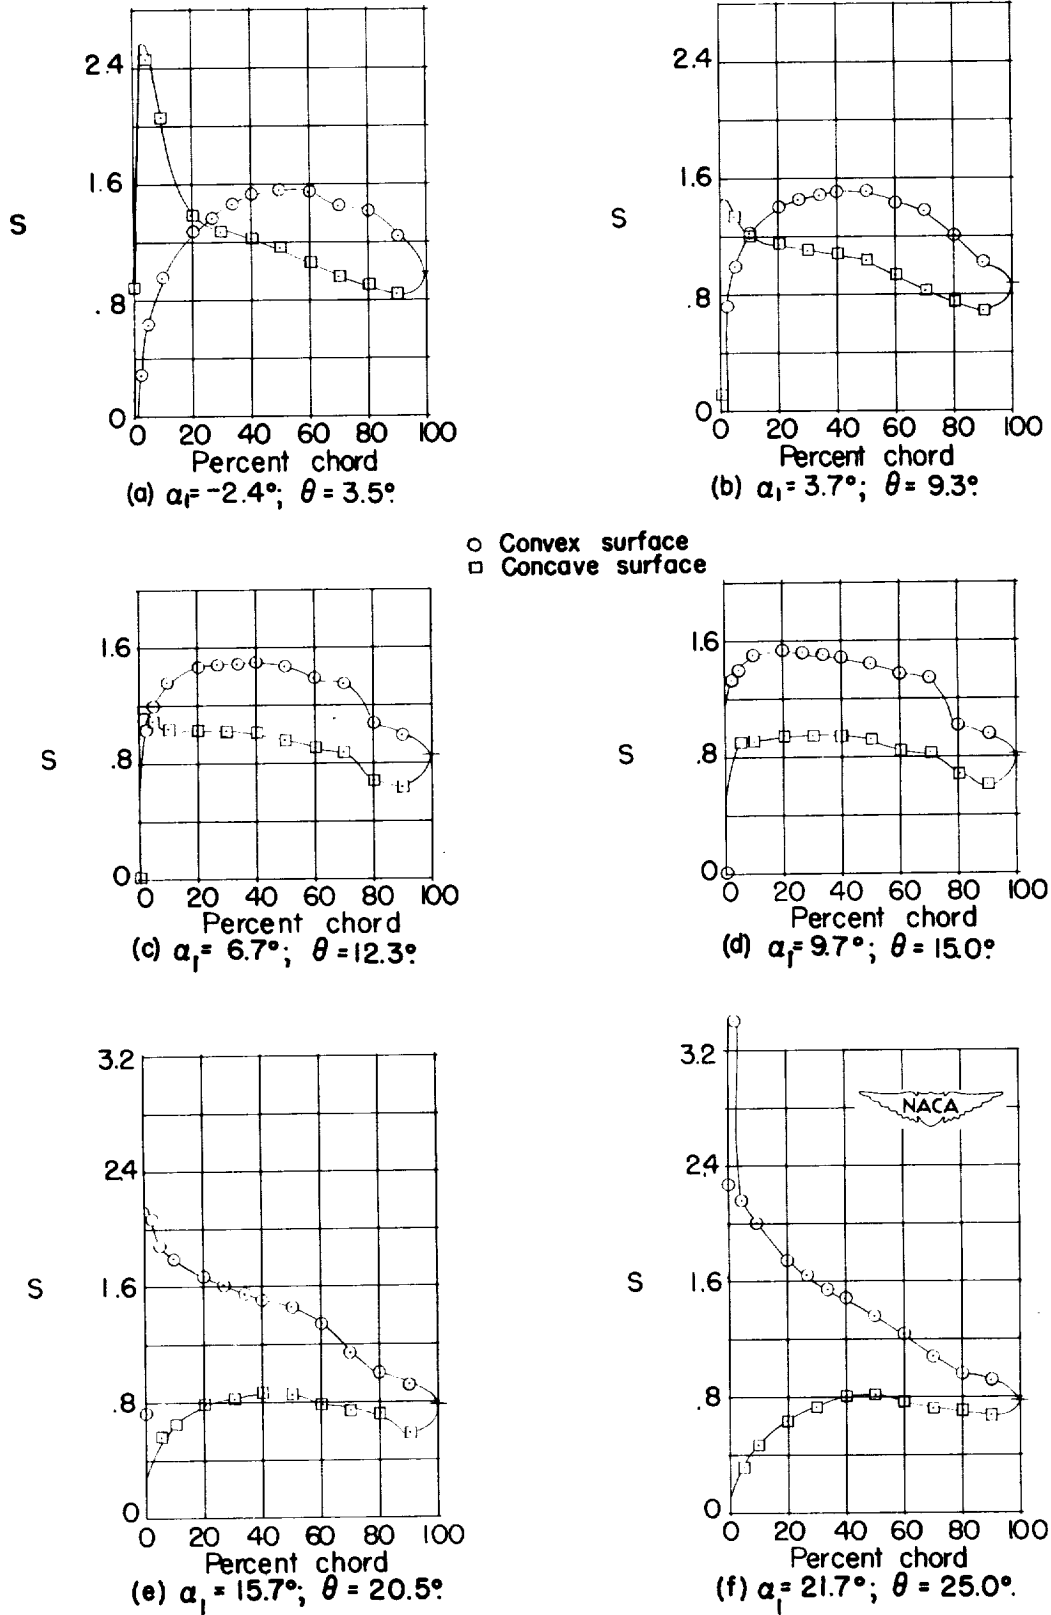 2.4
1.6
S
.8
0
0 20 40 60 80 100
Percent chord
(a) α₁= -2.4°; θ = 3.5°.
2.4
1.6
S
.8
0
0 20 40 60 80 100
Percent chord
(b) α₁ = 3.7°; θ = 9.3°.
○ Convex surface
□ Concave surface
1.6
S
.8
0
0 20 40 60 80 100
Percent chord
(c) α₁= 6.7°; θ =12.3°.
1.6
S
.8
0
0 20 40 60 80 100
Percent chord
(d) α₁= 9.7°; θ = 15.0°.
3.2
2.4
S
1.6
.8
0
0 20 40 60 80 100
Percent chord
(e) α₁ = 15.7°; θ = 20.5°.
3.2
NACA
2.4
S
1.6
.8
0
0 20 40 60 80 100
Percent chord
(f) α₁= 21.7°; θ = 25.0°.